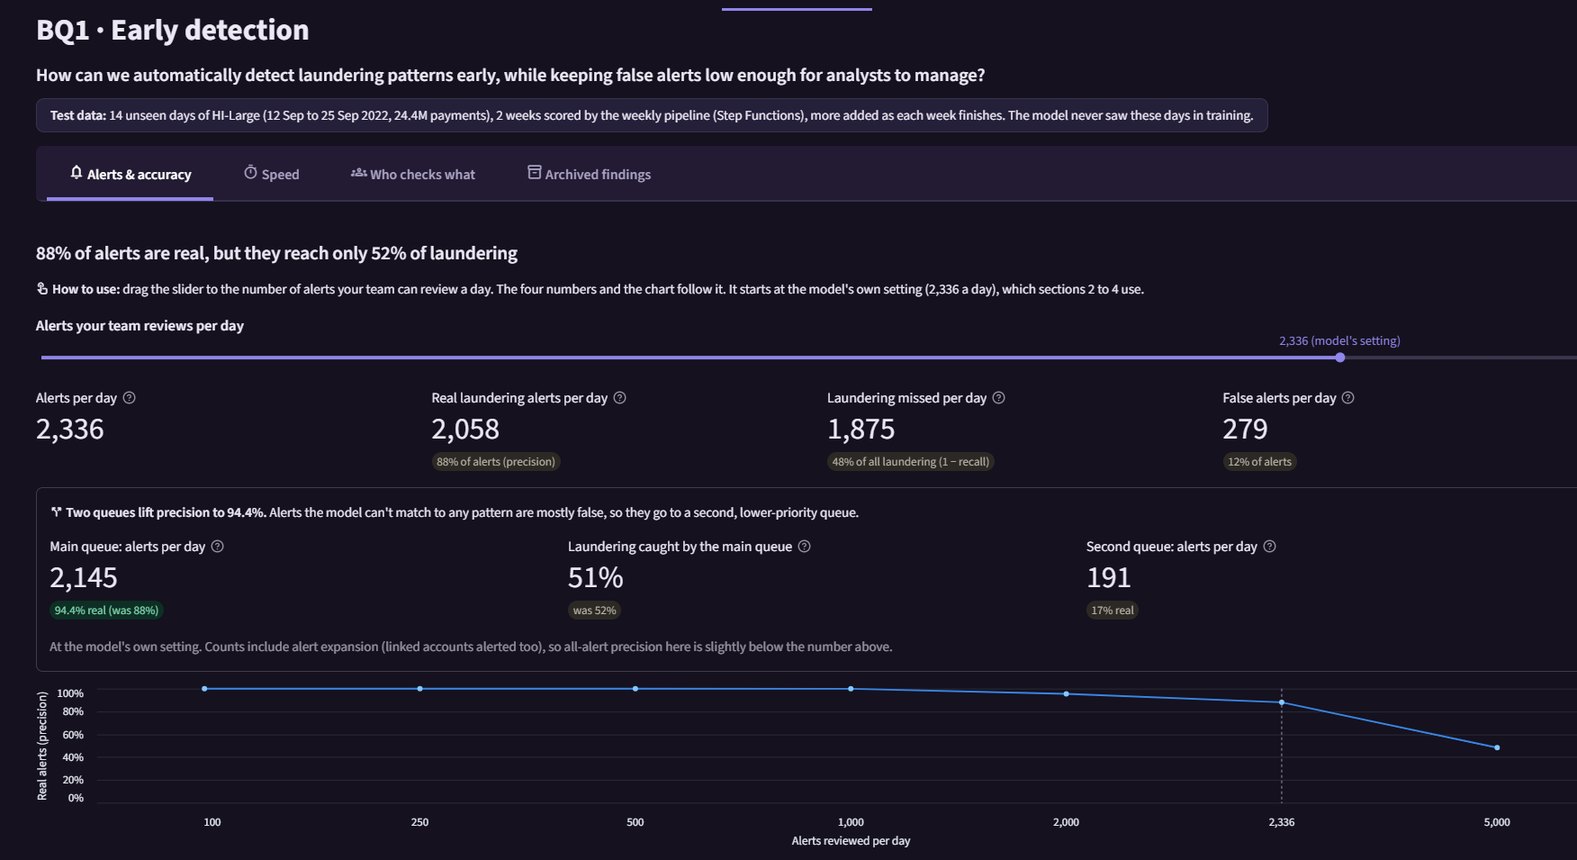 BQ1 · Early detection
How can we automatically detect laundering patterns early, while keeping false alerts low enough for analysts to manage?
Test data: 14 unseen days of HI-Large (12 Sep to 25 Sep 2022, 24.4M payments), 2 weeks scored by the weekly pipeline (Step Functions), more added as each week finishes. The model never saw these days in training.
Alerts & accuracy
Speed
Who checks what
Archived findings
88% of alerts are real, but they reach only 52% of laundering
How to use: drag the slider to the number of alerts your team can review a day. The four numbers and the chart follow it. It starts at the model's own setting (2,336 a day), which sections 2 to 4 use.
Alerts your team reviews per day
2,336 (model's setting)
Alerts per day
2,336
Real laundering alerts per day
2,058
88% of alerts (precision)
Laundering missed per day
1,875
48% of all laundering (1 − recall)
False alerts per day
279
12% of alerts
Two queues lift precision to 94.4%. Alerts the model can't match to any pattern are mostly false, so they go to a second, lower-priority queue.
Main queue: alerts per day
2,145
94.4% real (was 88%)
Laundering caught by the main queue
51%
was 52%
Second queue: alerts per day
191
17% real
At the model's own setting. Counts include alert expansion (linked accounts alerted too), so all-alert precision here is slightly below the number above.
Real alerts (precision)
100%
80%
60%
40%
20%
0%
100
250
500
1,000
2,000
2,336
5,000
Alerts reviewed per day